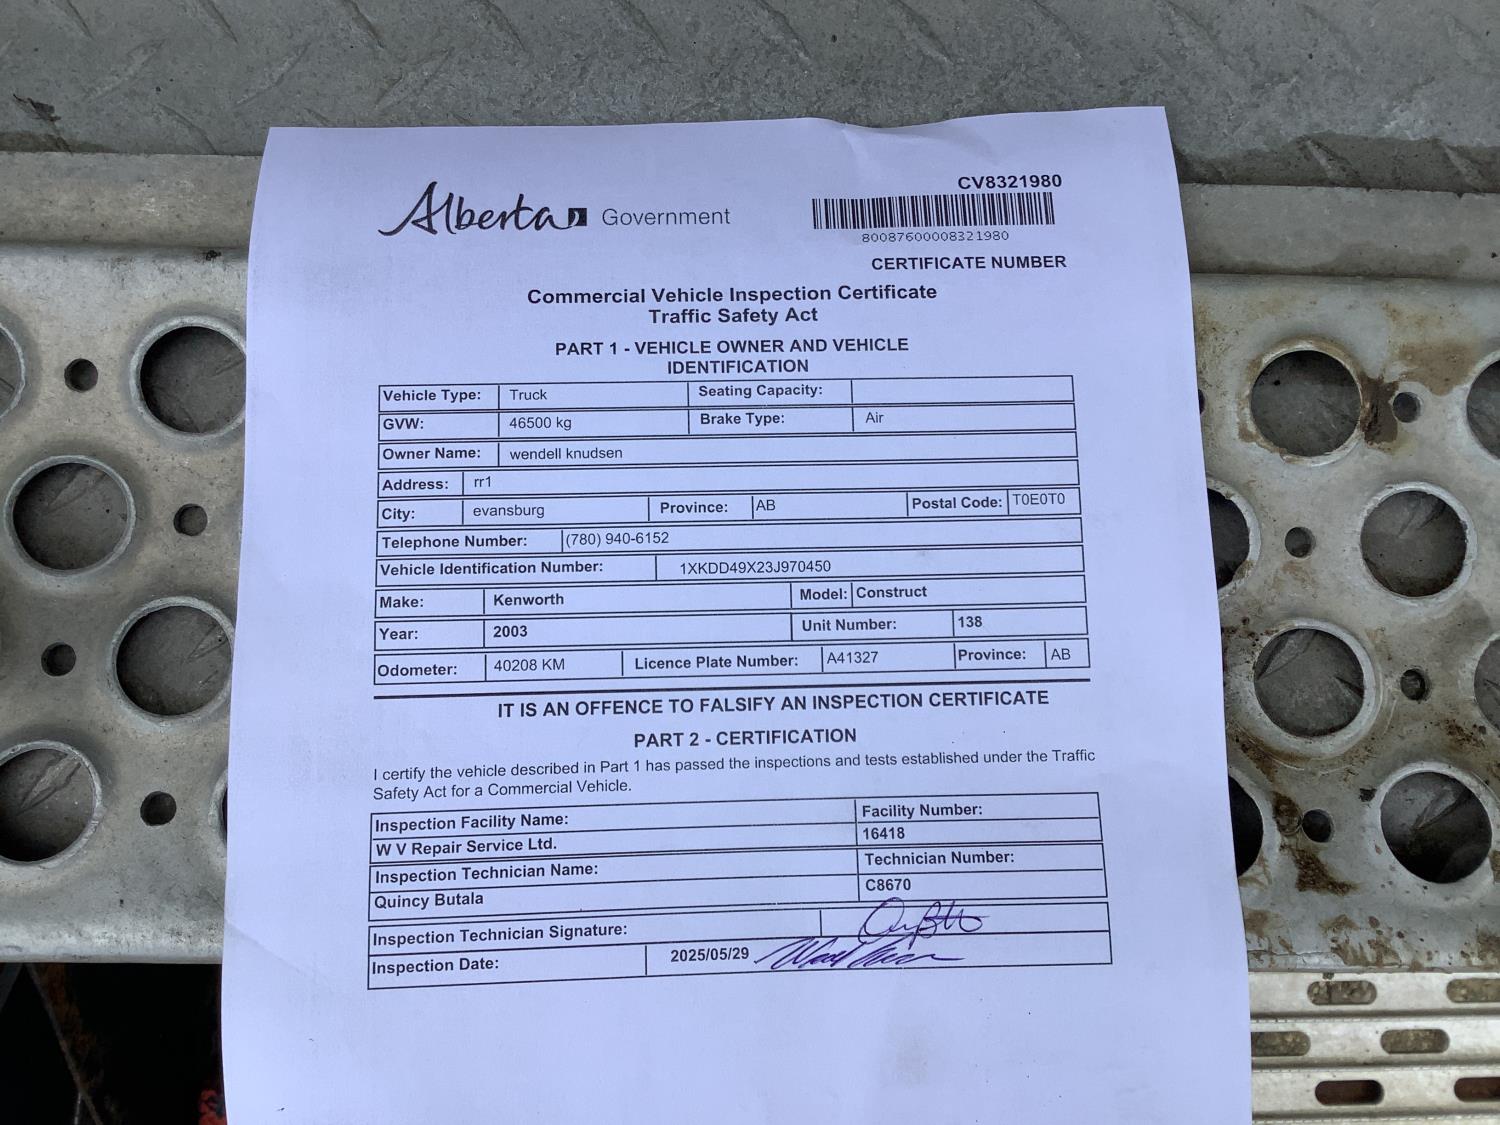 CV8321980
Alberta Government
80087600008321980
CERTIFICATE NUMBER
Commercial Vehicle Inspection Certificate
Traffic Safety Act
PART 1 - VEHICLE OWNER AND VEHICLE
IDENTIFICATION
Vehicle Type: Truck Seating Capacity:
GVW: 46500 kg Brake Type: Air
Owner Name: wendell knudsen
Address: rr1
City: evansburg Province: AB Postal Code: T0E0T0
Telephone Number: (780) 940-6152
Vehicle Identification Number: 1XKDD49X23J970450
Make: Kenworth Model: Construct
Year: 2003 Unit Number: 138
Odometer: 40208 KM Licence Plate Number: A41327 Province: AB
IT IS AN OFFENCE TO FALSIFY AN INSPECTION CERTIFICATE
PART 2 - CERTIFICATION
I certify the vehicle described in Part 1 has passed the inspections and tests established under the Traffic
Safety Act for a Commercial Vehicle.
Inspection Facility Name: Facility Number:
W V Repair Service Ltd. 16418
Inspection Technician Name: Technician Number:
Quincy Butala C8670
Inspection Technician Signature:
Inspection Date: 2025/05/29